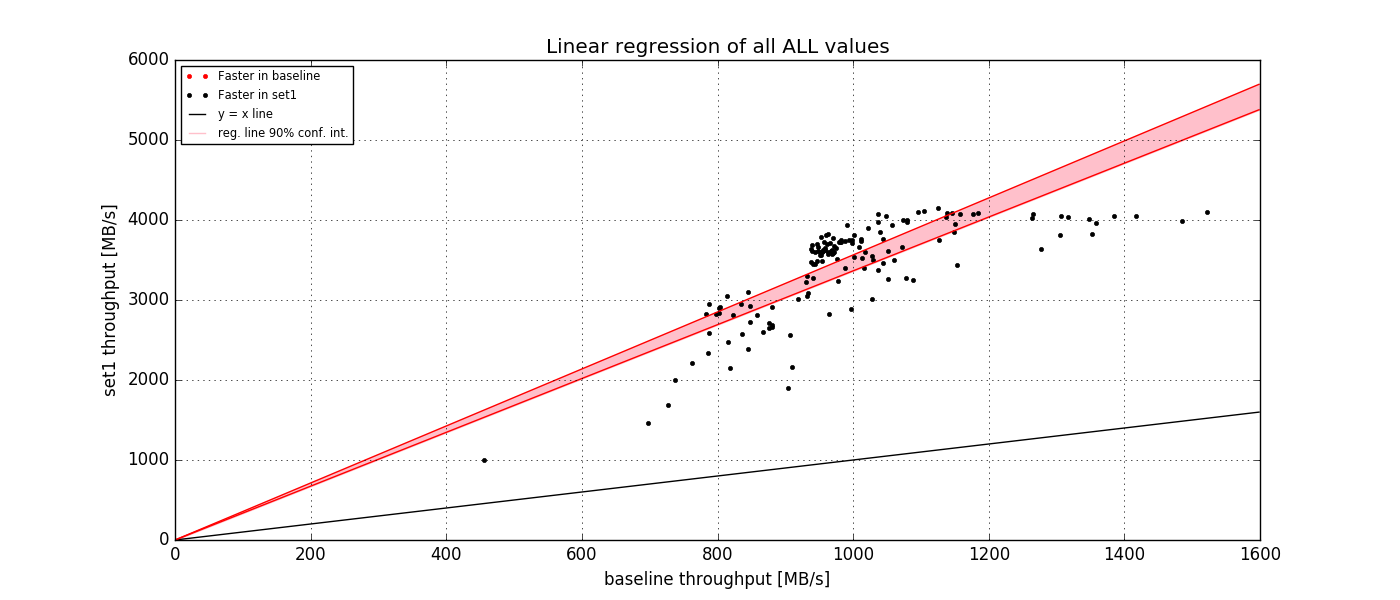 Linear regression of all ALL values
6000
5000
4000
3000
2000
1000
0
set1 throughput [MB/s]
Faster in baseline
Faster in set1
y = x line
reg. line 90% conf. int.
0 200 400 600 800 1000 1200 1400 1600
baseline throughput [MB/s]